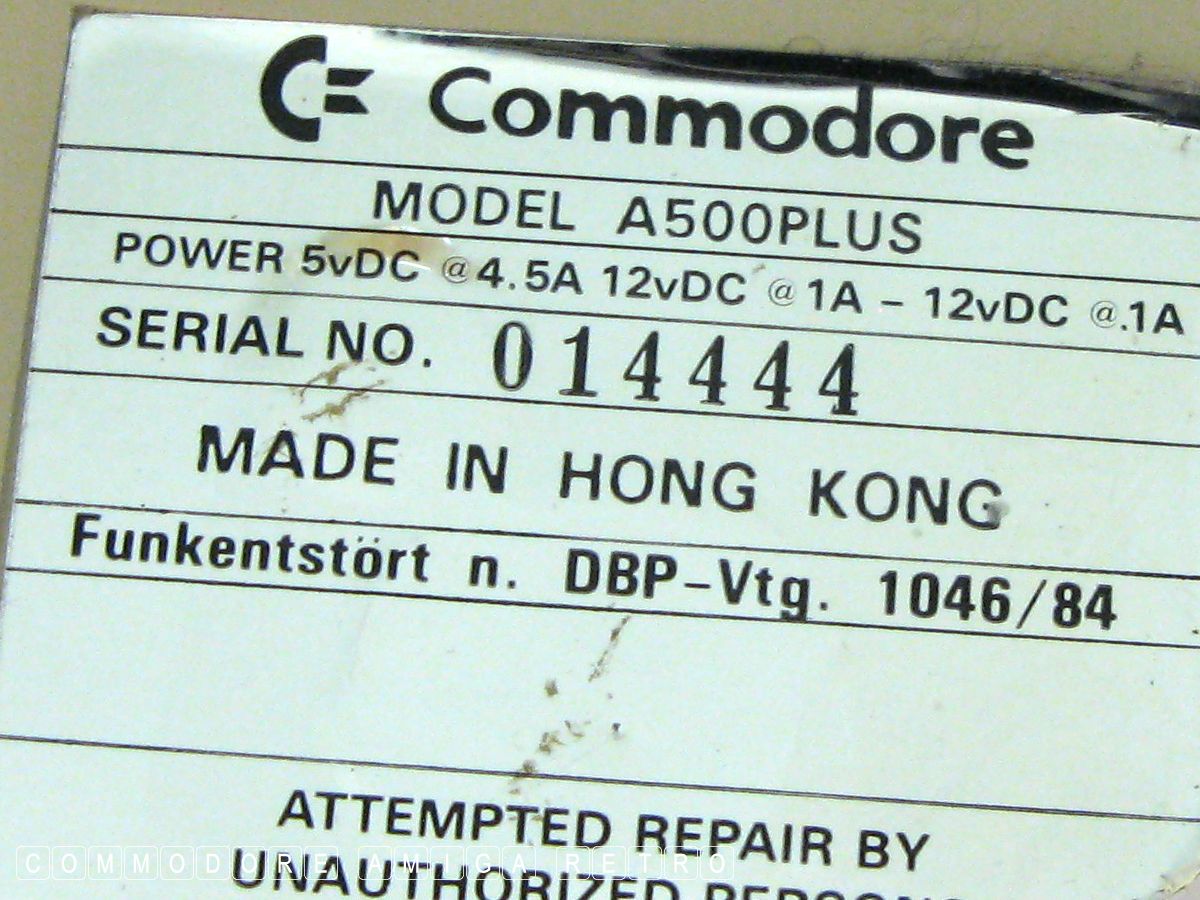 Commodore
MODEL A500PLUS
POWER 5vDC @4.5A 12vDC @1A - 12vDC @.1A
SERIAL NO. 014444
MADE IN HONG KONG
Funkentstört n. DBP-Vtg. 1046/84
ATTEMPTED REPAIR BY
COMMODORE AMIGA RETRO
UNAUTHORIZED